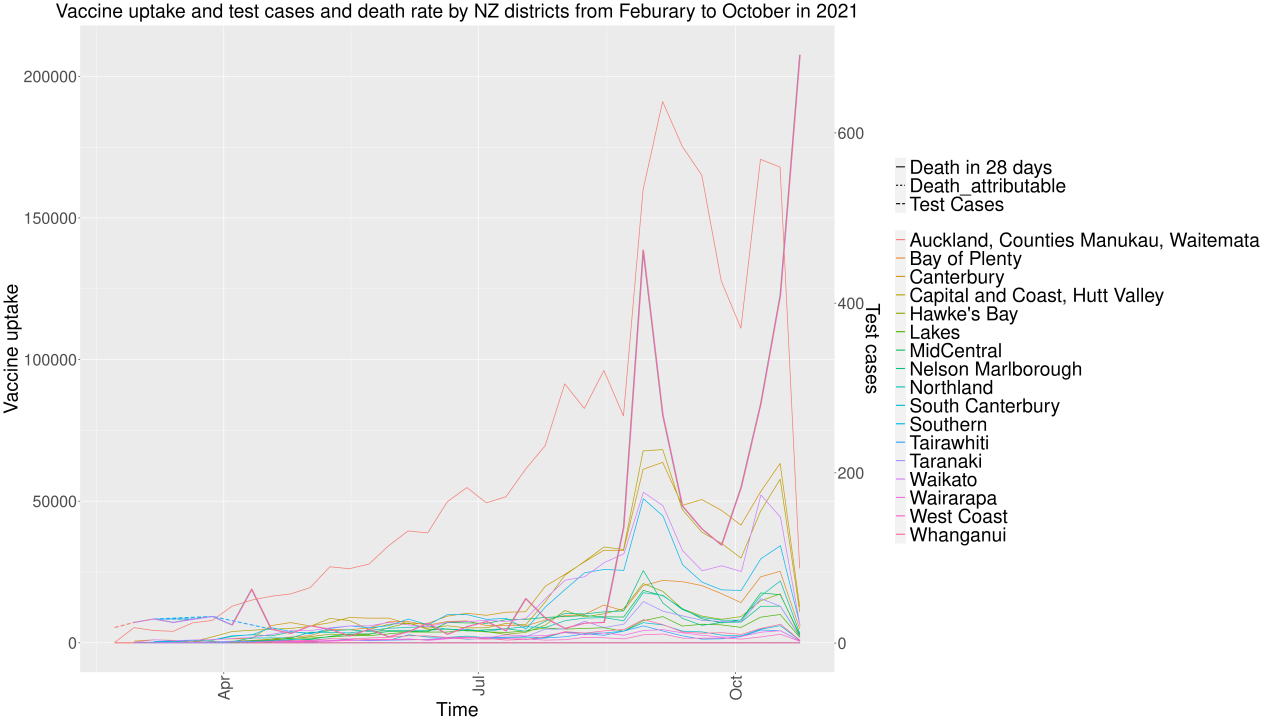 Vaccine uptake and test cases and death rate by NZ districts from Feburary to October in 2021
200000
150000
100000
50000
0
Vaccine uptake
Apr
Jul
Oct
Time
600
400
200
0
Test cases
Death in 28 days
Death_attributable
Test Cases
Auckland, Counties Manukau, Waitemata
Bay of Plenty
Canterbury
Capital and Coast, Hutt Valley
Hawke's Bay
Lakes
MidCentral
Nelson Marlborough
Northland
South Canterbury
Southern
Tairawhiti
Taranaki
Waikato
Wairarapa
West Coast
Whanganui